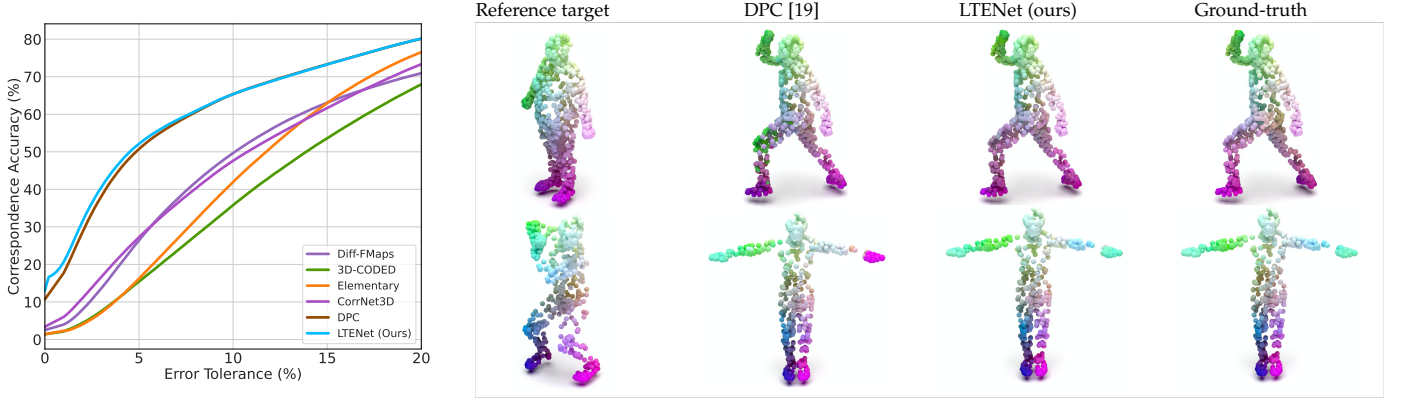 Reference target
DPC [19]
LTENet (ours)
Ground-truth
Correspondence Accuracy (%)
80
70
60
50
40
30
20
10
0
0
5
10
15
20
Error Tolerance (%)
Diff-FMaps
3D-CODED
Elementary
CorrNet3D
DPC
LTENet (Ours)